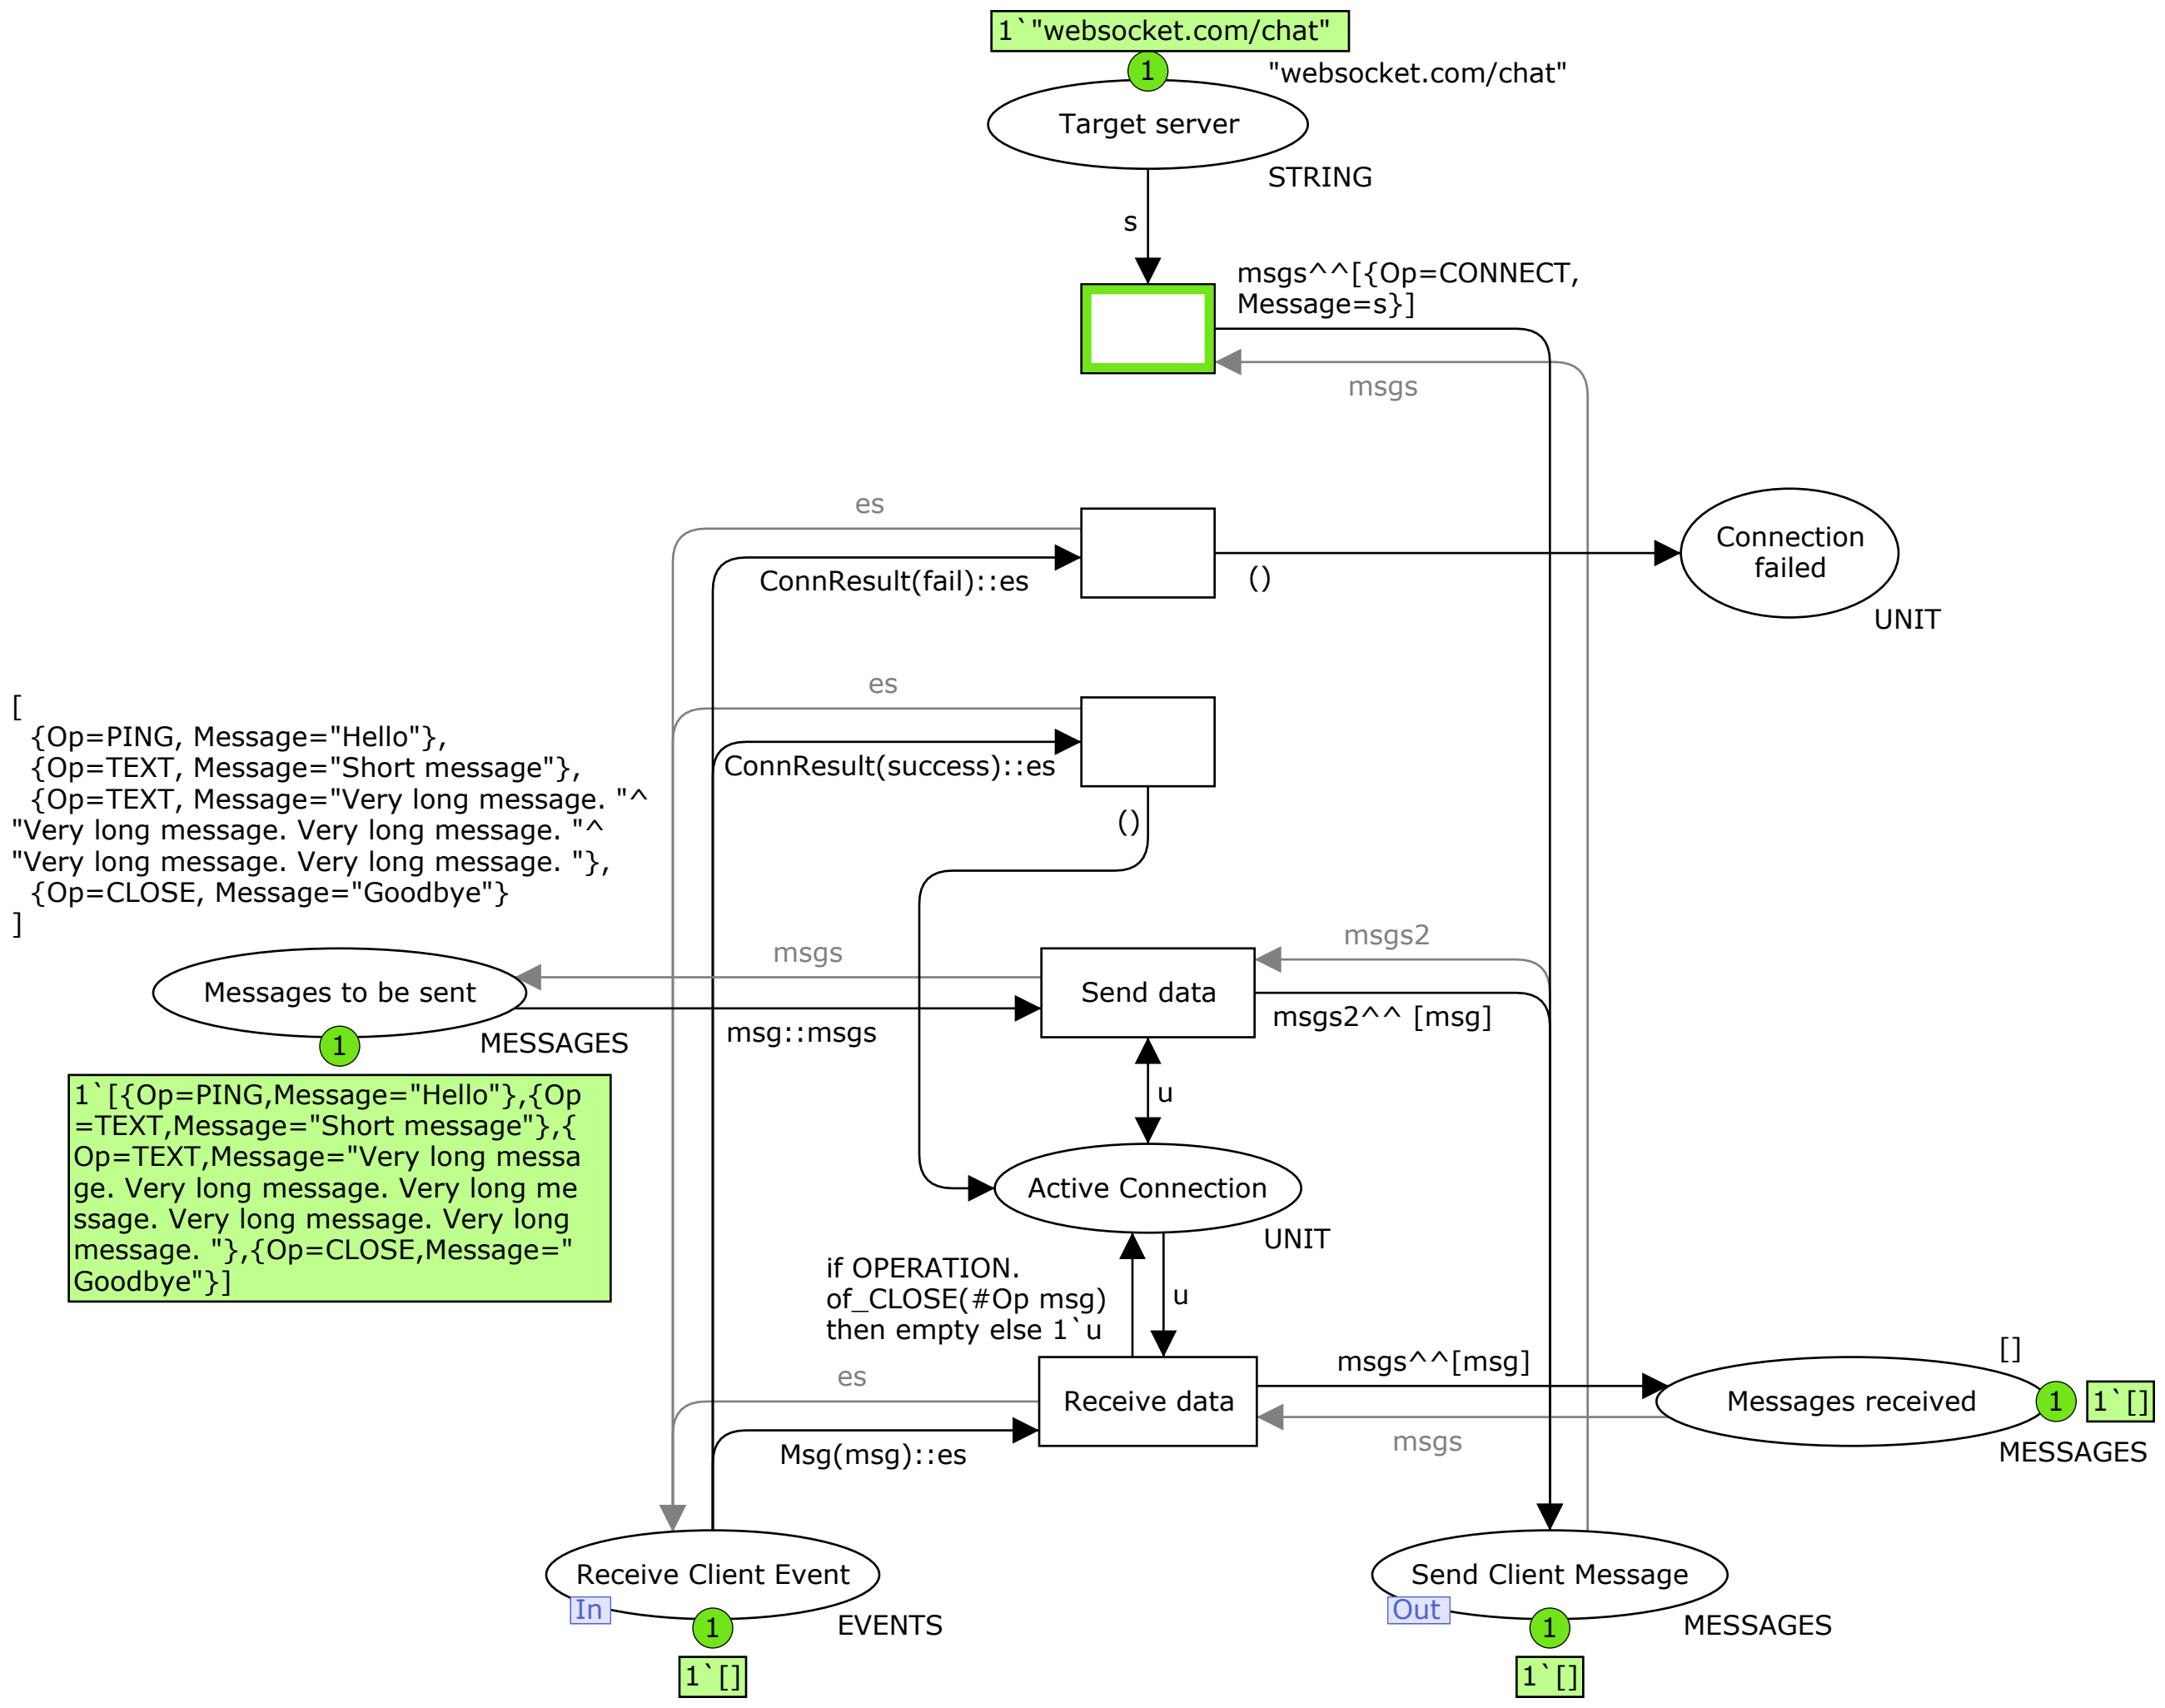 1`"websocket.com/chat"
1
"websocket.com/chat"
Target server
STRING
s
msgs^^[{Op=CONNECT,
Message=s}]
msgs
es
ConnResult(fail)::es
()
Connection
failed
UNIT
es
ConnResult(success)::es
()
[
{Op=PING, Message="Hello"},
{Op=TEXT, Message="Short message"},
{Op=TEXT, Message="Very long message. "^
"Very long message. Very long message. "^
"Very long message. Very long message. "},
{Op=CLOSE, Message="Goodbye"}
]
Messages to be sent
1
MESSAGES
1`[{Op=PING,Message="Hello"},{Op
=TEXT,Message="Short message"},{
Op=TEXT,Message="Very long messa
ge. Very long message. Very long me
ssage. Very long message. Very long
message. "},{Op=CLOSE,Message="
Goodbye"}]
msgs
msg::msgs
Send data
msgs2
msgs2^^ [msg]
u
Active Connection
UNIT
if OPERATION.
of_CLOSE(#Op msg)
then empty else 1`u
u
es
Msg(msg)::es
Receive data
msgs^^[msg]
msgs
[]
Messages received
1
1`[]
MESSAGES
Receive Client Event
In
1
EVENTS
1`[]
Send Client Message
Out
1
MESSAGES
1`[]